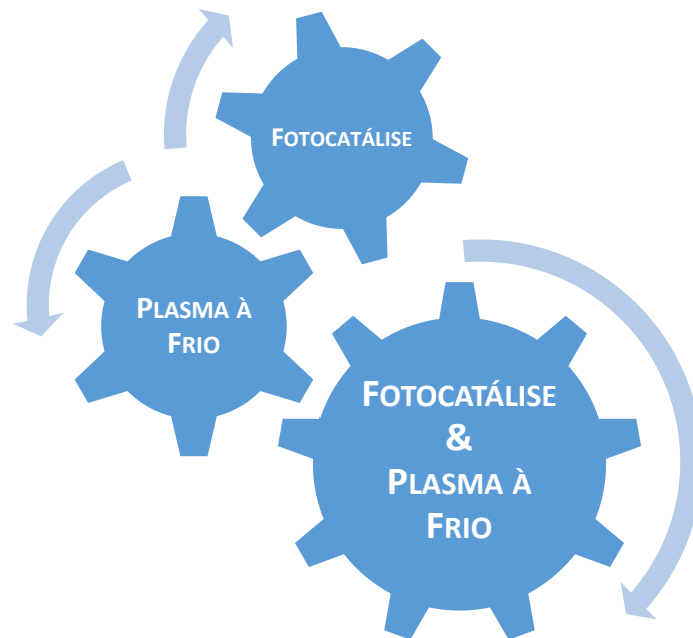 FOTOCATÁLISE
PLASMA À
FRIO
FOTOCATÁLISE
&
PLASMA À
FRIO